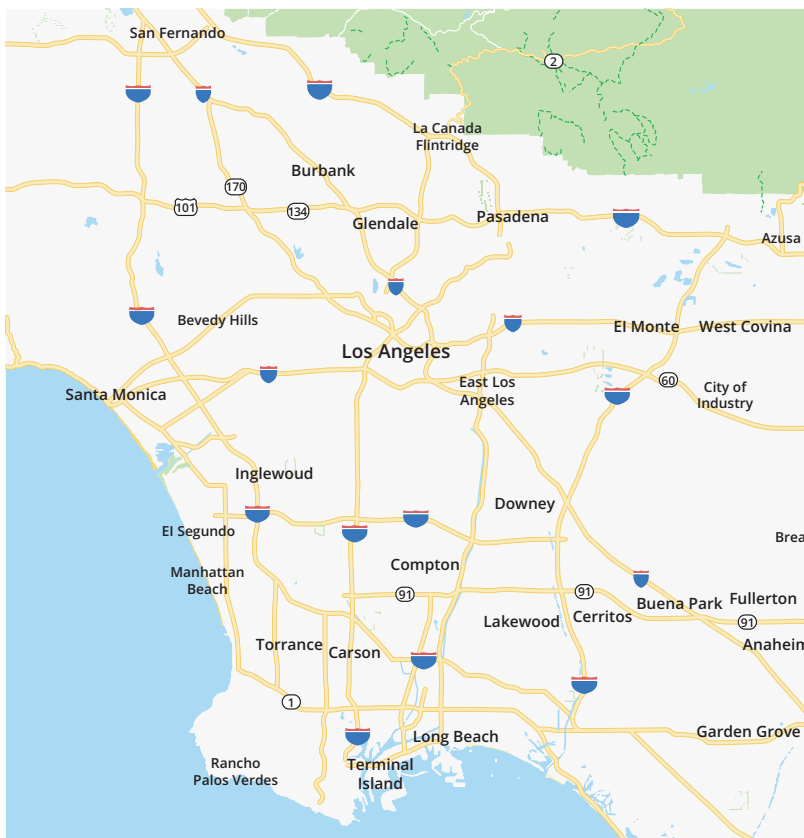 San Fernando
2
La Canada
Flintridge
Burbank
170
101
134
Glendale
Pasadena
Azusa
Bevedy Hills
El Monte
West Covina
Los Angeles
60
East Los
Angeles
City of
Industry
Santa Monica
Inglewoud
Downey
El Segundo
Brea
Compton
Manhattan
Beach
91
91
Buena Park
Fullerton
Lakewood
Cerritos
91
Torrance
Carson
Anaheim
1
Garden Grove
Long Beach
Rancho
Palos Verdes
Terminal
Island